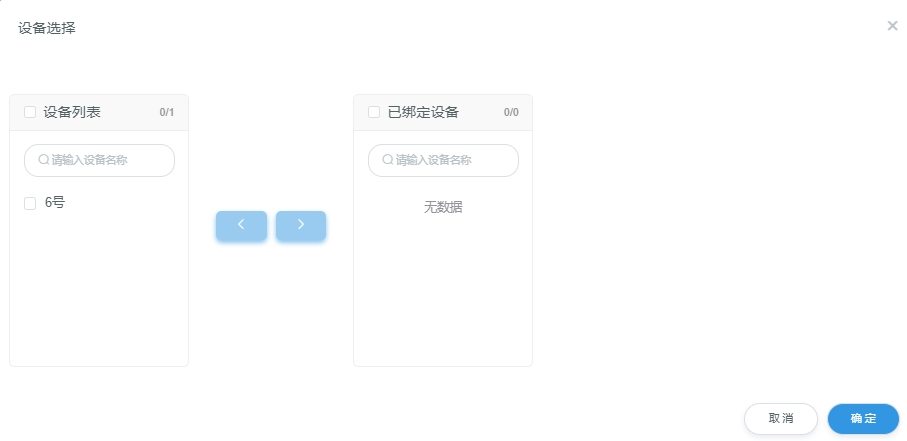 设备选择
设备列表 0/1
请输入设备名称
6号
已绑定设备 0/0
请输入设备名称
无数据
取消 确定